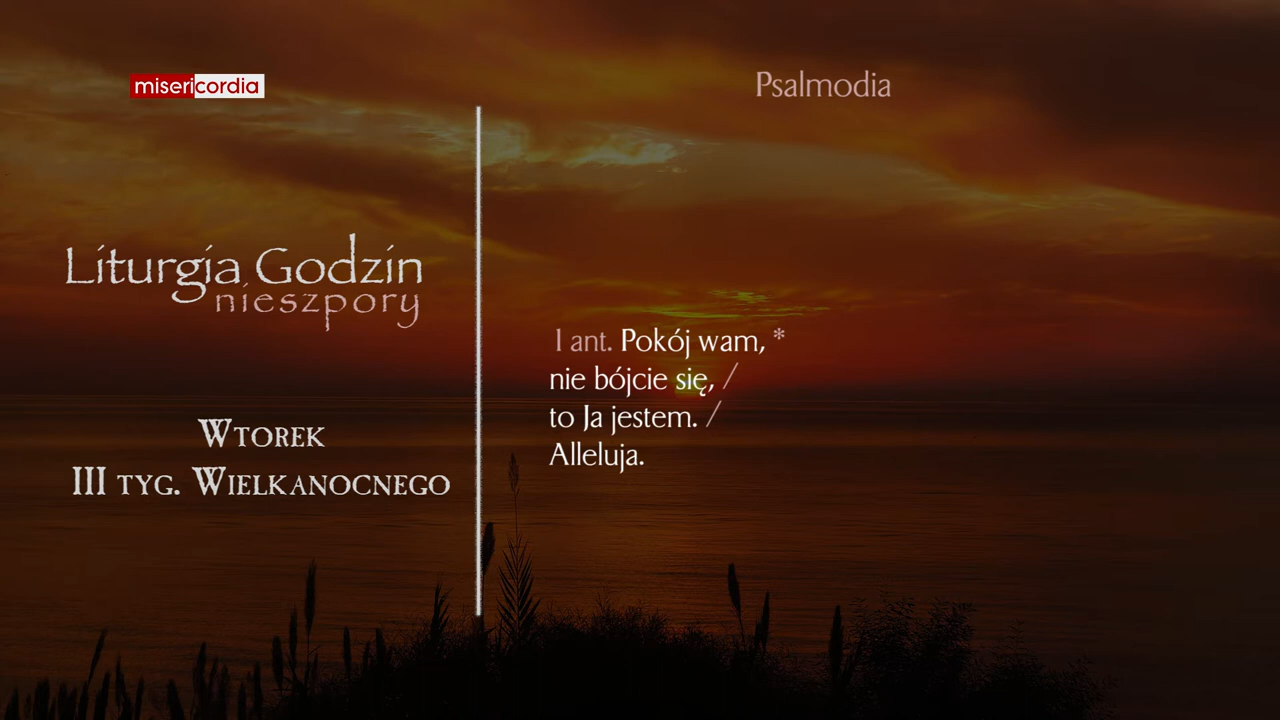 misericordia
Psalmodia
Liturgia Godzin
nieszpory
Wtorek
III tyg. Wielkanocnego
1 ant. Pokój wam, *
nie bójcie się, /
to Ja jestem. /
Alleluja.